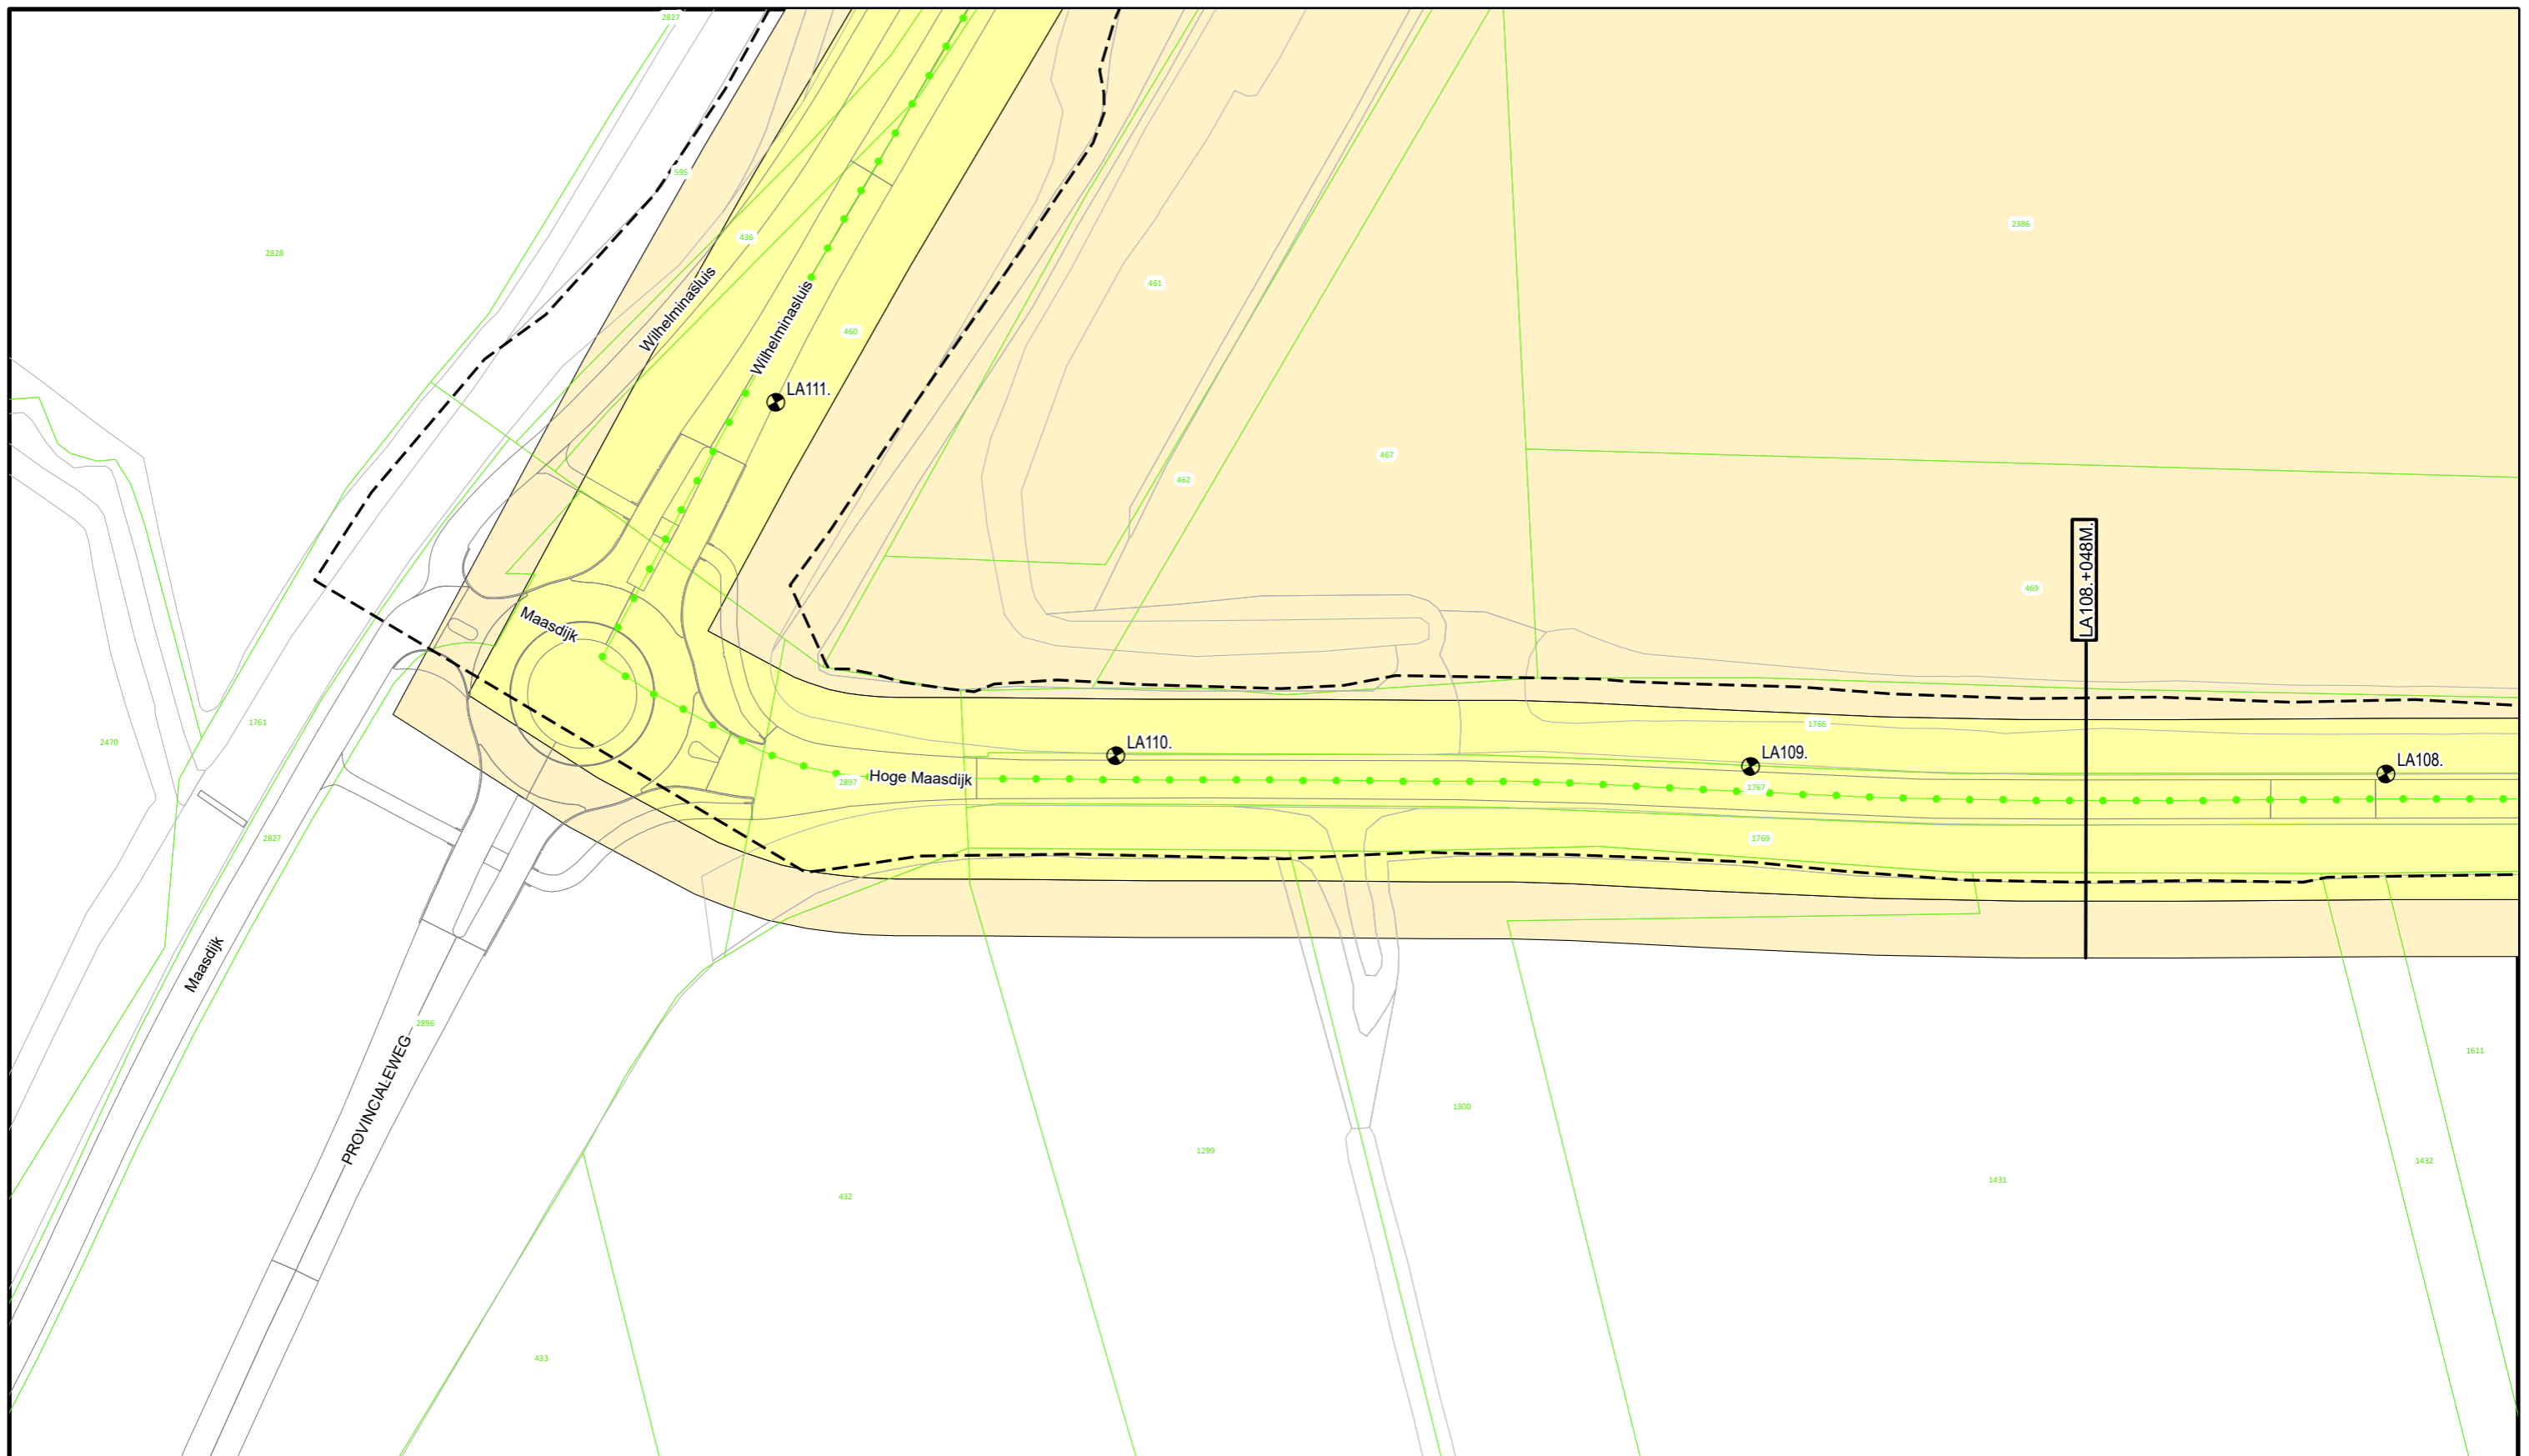 2827
595
2386
436
2828
Wilhelminasluis
461
Wilhelminasluis
460
LA111.
467
462
LA108.+048M.
469
Maasdijk
1761
1766
2470
LA110.
LA109.
LA108.
Hoge Maasdijk
2897
1767
2827
1769
Maasdijk
2896
PROVINCIALEWEG
1611
1300
1299
1432
1431
432
433